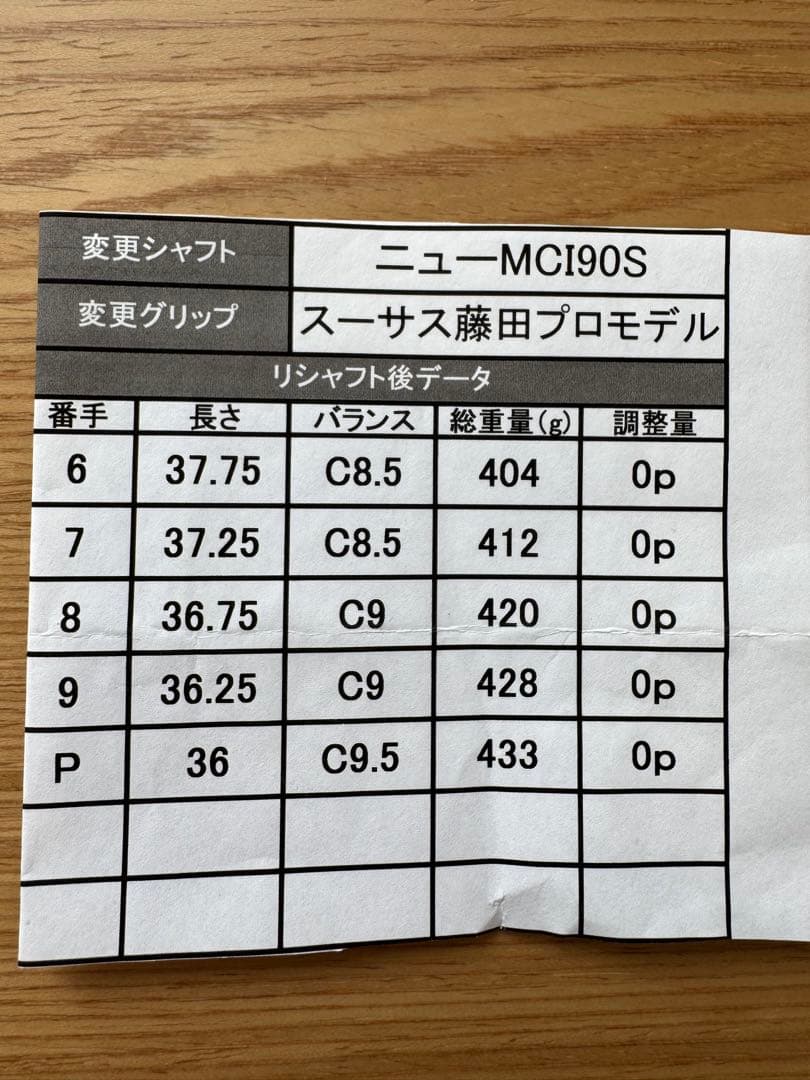 変更シャフト ニューMCI90S
変更グリップ スーサス藤田プロモデル
リシャフト後データ
番手 長さ バランス 総重量(g) 調整量
6 37.75 C8.5 404 0p
7 37.25 C8.5 412 0p
8 36.75 C9 420 0p
9 36.25 C9 428 0p
P 36 C9.5 433 0p